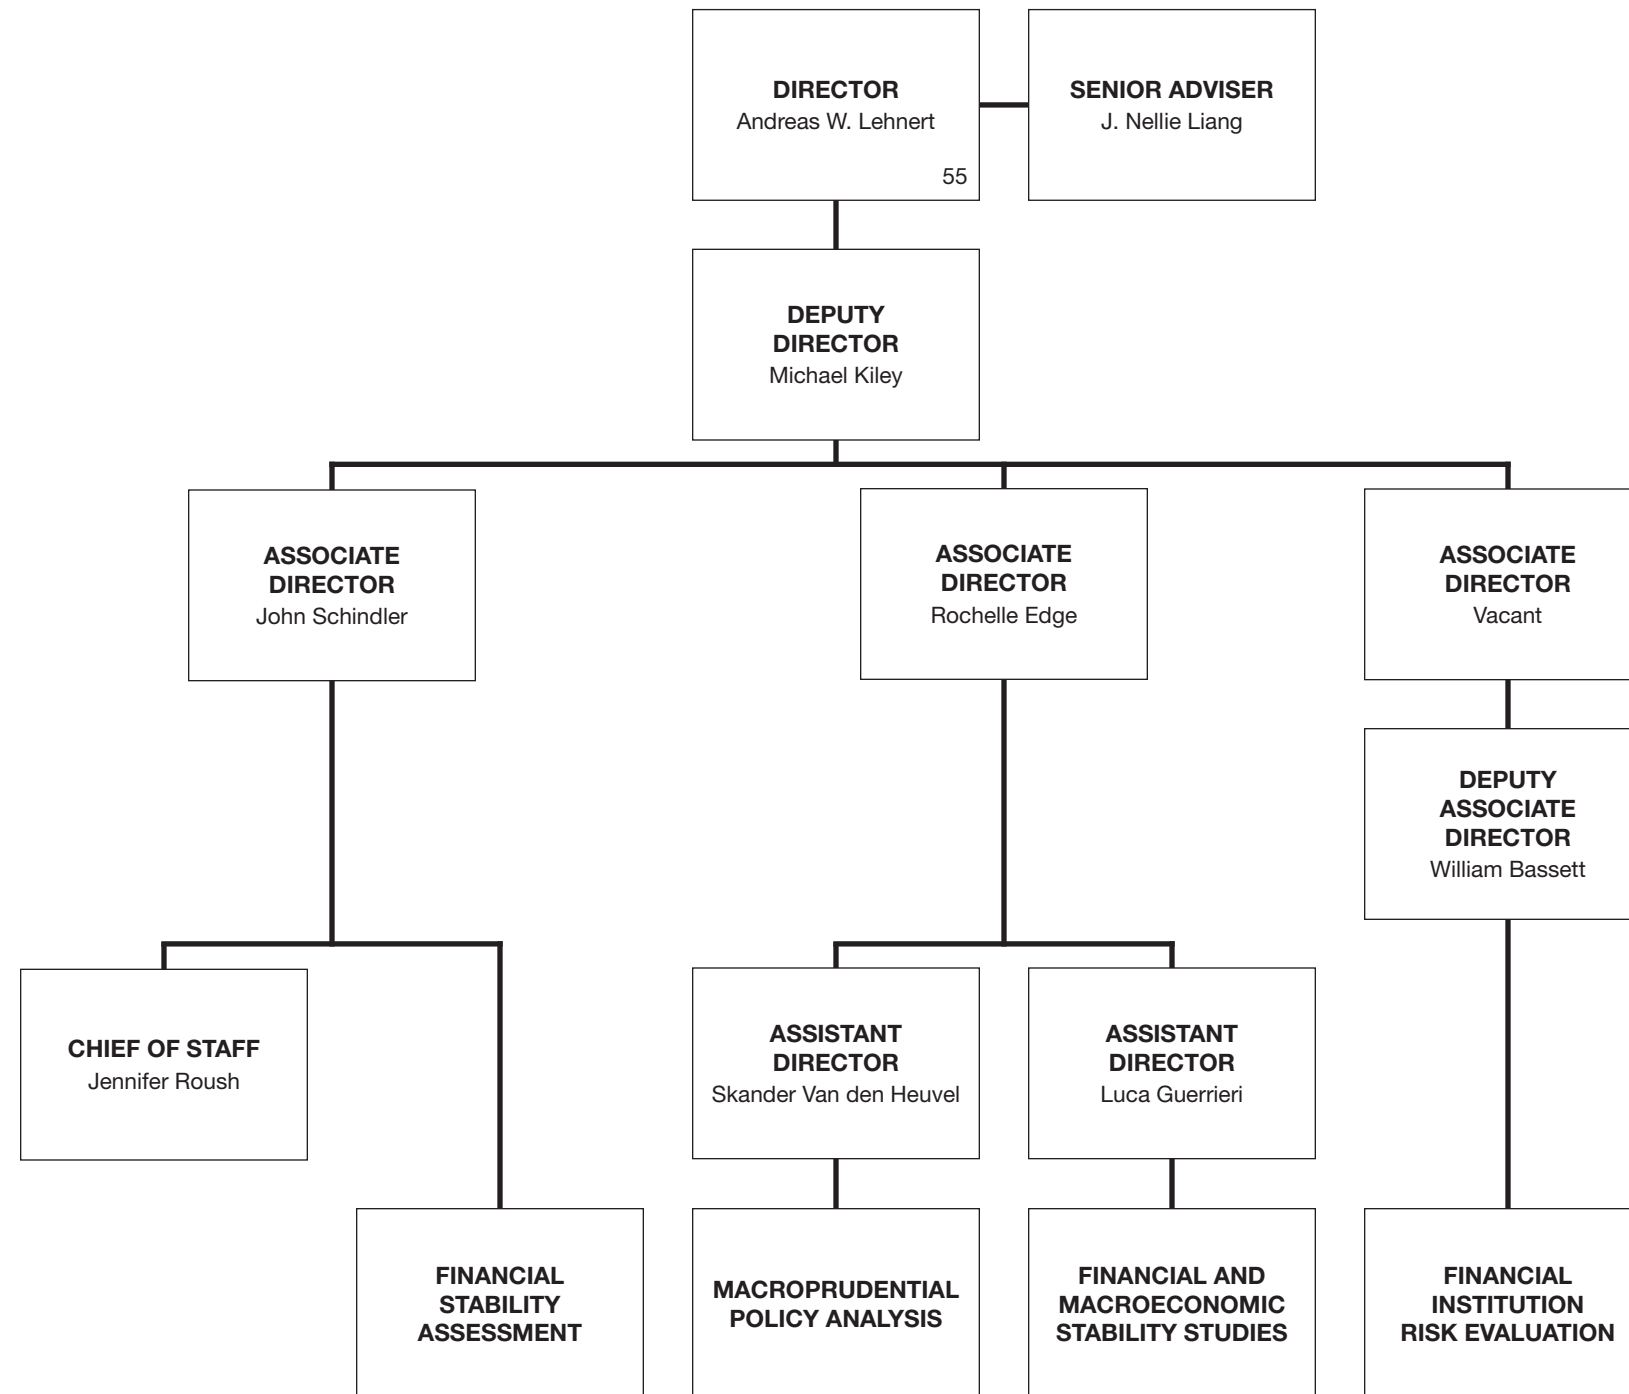 DIRECTOR
Andreas W. Lehnert
55
SENIOR ADVISER
J. Nellie Liang
DEPUTY
DIRECTOR
Michael Kiley
ASSOCIATE
DIRECTOR
John Schindler
ASSOCIATE
DIRECTOR
Rochelle Edge
ASSOCIATE
DIRECTOR
Vacant
DEPUTY
ASSOCIATE
DIRECTOR
William Bassett
CHIEF OF STAFF
Jennifer Roush
ASSISTANT
DIRECTOR
Skander Van den Heuvel
ASSISTANT
DIRECTOR
Luca Guerrieri
FINANCIAL
STABILITY
ASSESSMENT
MACROPRUDENTIAL
POLICY ANALYSIS
FINANCIAL AND
MACROECONOMIC
STABILITY STUDIES
FINANCIAL
INSTITUTION
RISK EVALUATION